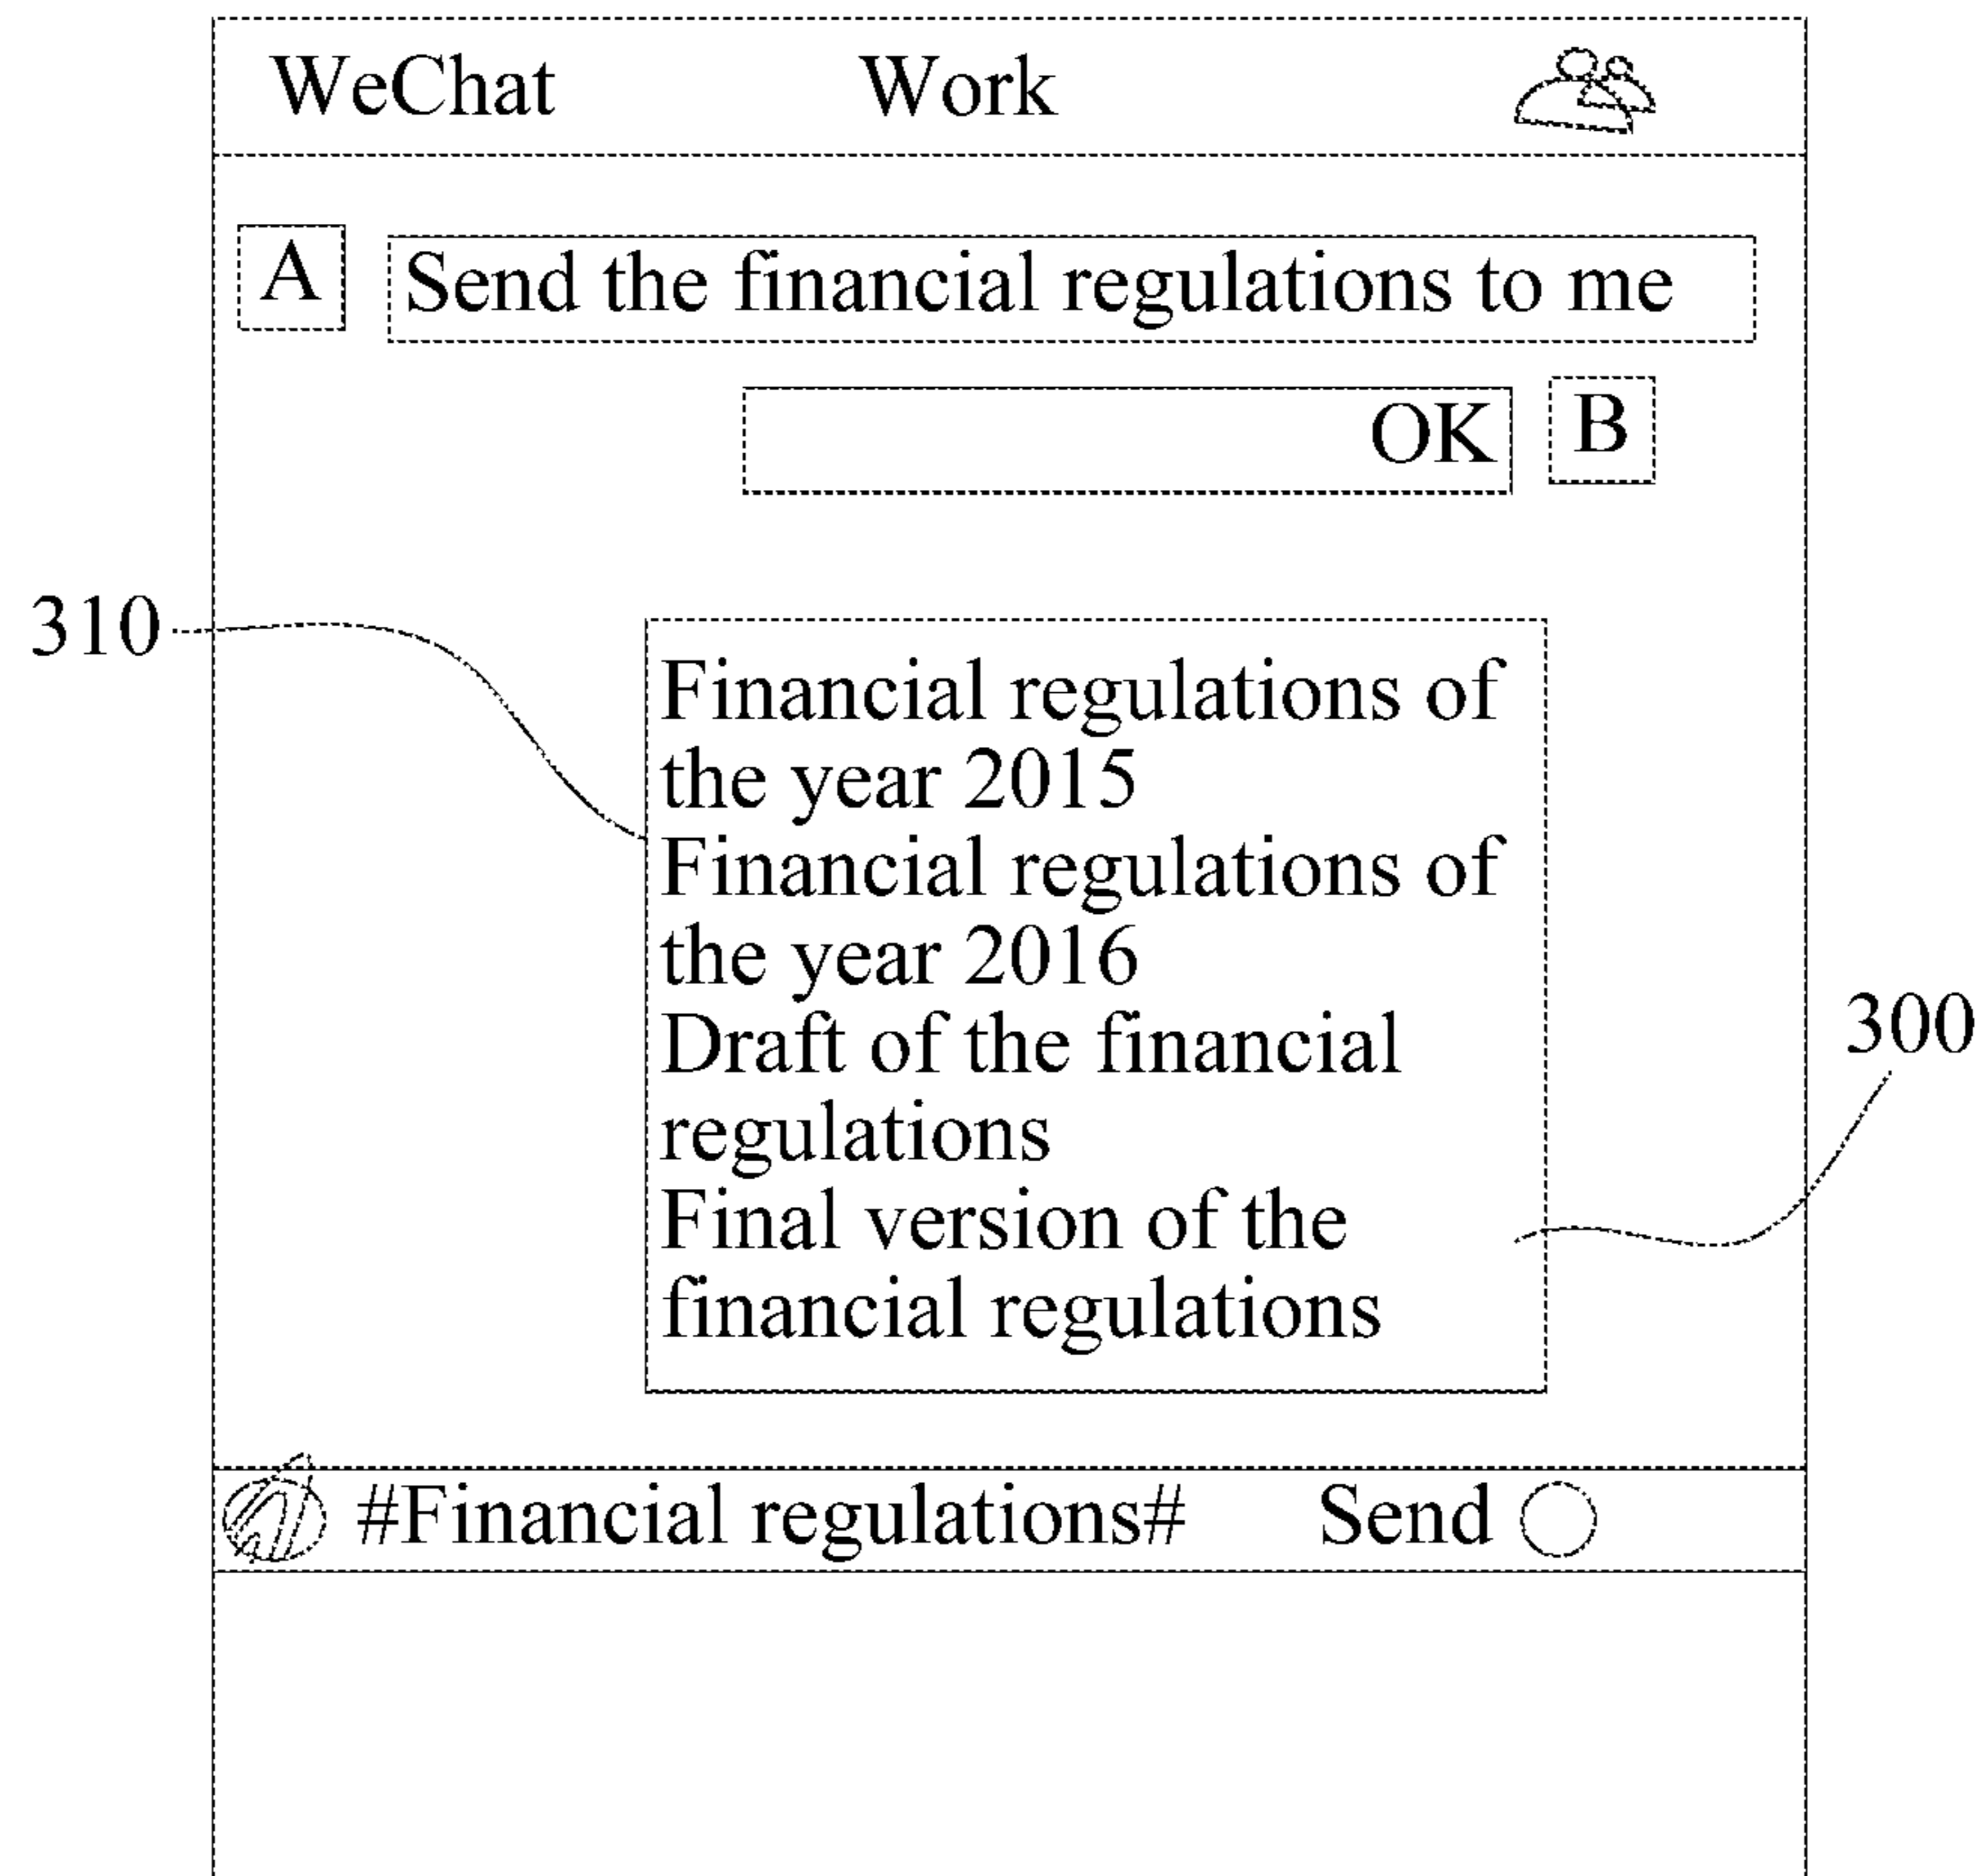 WeChat Work
A Send the financial regulations to me
OK B
310
Financial regulations of
the year 2015
Financial regulations of
the year 2016
300
Draft of the financial
regulations
Final version of the
financial regulations
#Financial regulations# Send